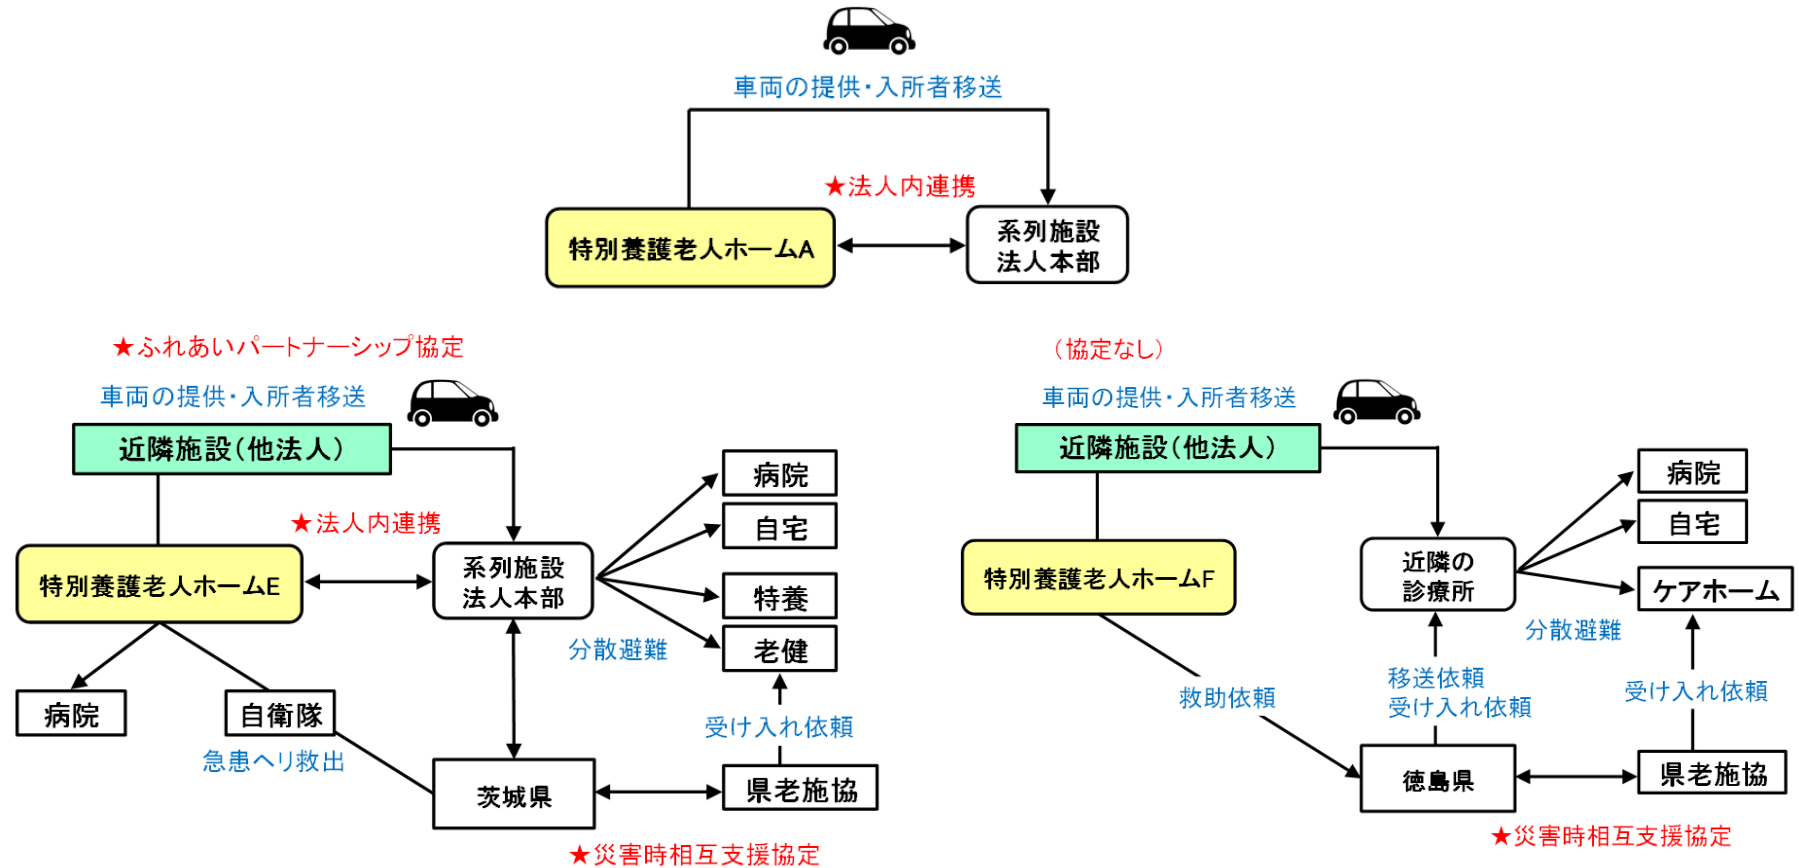 車両の提供・入所者移送
★法人内連携
特別養護老人ホームA
系列施設
法人本部
★ふれあいパートナーシップ協定
車両の提供・入所者移送
近隣施設(他法人)
★法人内連携
特別養護老人ホームE
系列施設
法人本部
病院
自宅
特養
老健
分散避難
病院
自衛隊
急患ヘリ救出
受け入れ依頼
茨城県
県老施協
★災害時相互支援協定
(協定なし)
車両の提供・入所者移送
近隣施設(他法人)
特別養護老人ホームF
近隣の
診療所
病院
自宅
ケアホーム
分散避難
救助依頼
移送依頼
受け入れ依頼
受け入れ依頼
徳島県
県老施協
★災害時相互支援協定